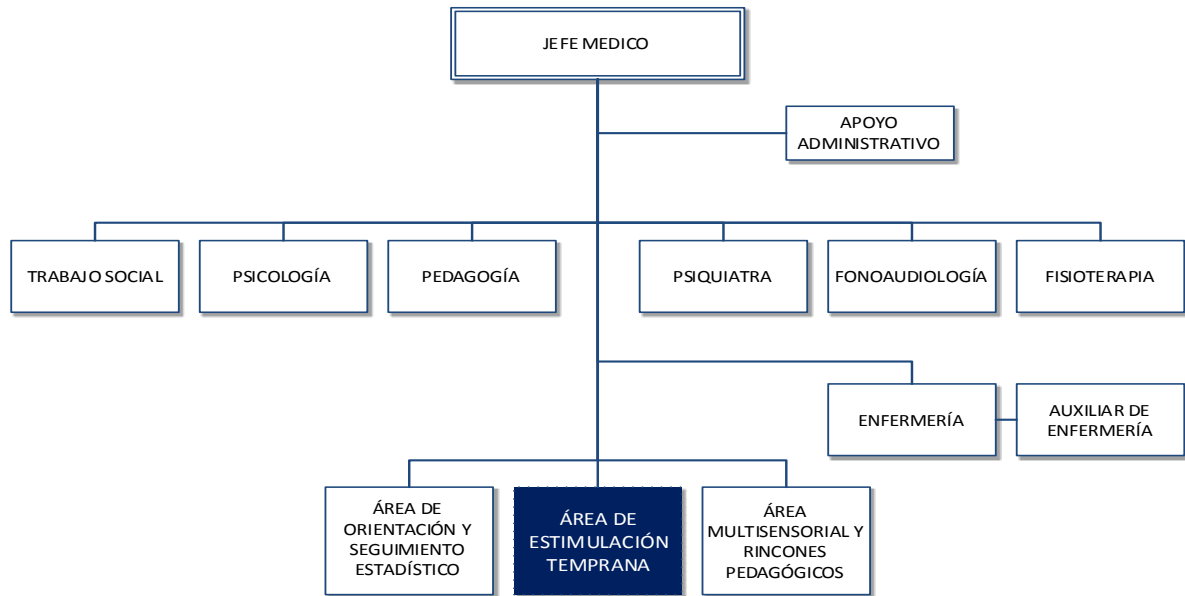 JEFE MEDICO
APOYO
ADMINISTRATIVO
TRABAJO SOCIAL
PSICOLOGÍA
PEDAGOGÍA
PSIQUIATRA
FONOAUDIOLOGÍA
FISIOTERAPIA
ENFERMERÍA
AUXILIAR DE
ENFERMERÍA
ÁREA DE
ORIENTACIÓN Y
SEGUIMIENTO
ESTADÍSTICO
ÁREA DE
ESTIMULACIÓN
TEMPRANA
ÁREA
MULTISENSORIAL Y
RINCONES
PEDAGÓGICOS